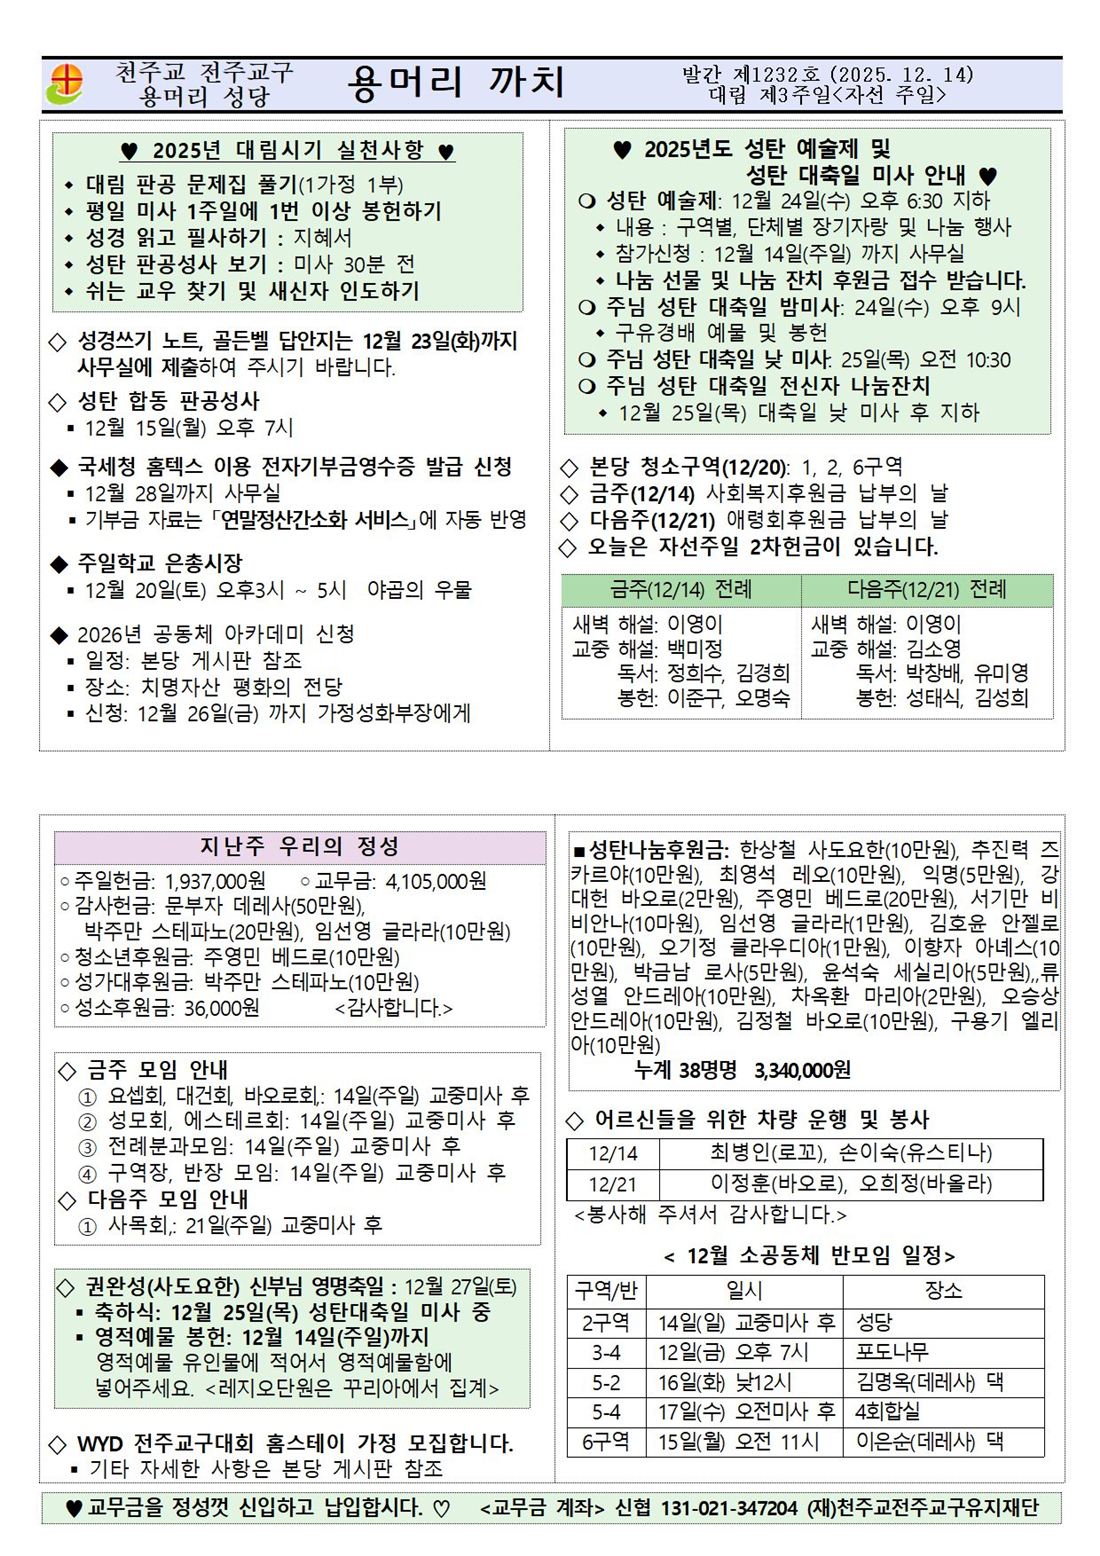 천주교 전주교구
용머리 성당
용머리 까치
발간 제1232호 (2025. 12. 14)
대림 제3주일<자선 주일>
♥ 2025년 대림시기 실천사항 ♥
◆ 대림 판공 문제집 풀기(1가정 1부)
◆ 평일 미사 1주일에 1번 이상 봉헌하기
◆ 성경 읽고 필사하기 : 지혜서
◆ 성탄 판공성사 보기 : 미사 30분 전
◆ 쉬는 교우 찾기 및 새신자 인도하기
◇ 성경쓰기 노트, 골든벨 답안지는 12월 23일(화)까지
사무실에 제출하여 주시기 바랍니다.
◇ 성탄 합동 판공성사
▪ 12월 15일(월) 오후 7시
◆ 국세청 홈텍스 이용 전자기부금영수증 발급 신청
▪ 12월 28일까지 사무실
▪ 기부금 자료는 「연말정산간소화 서비스」에 자동 반영
◆ 주일학교 은총시장
▪ 12월 20일(토) 오후3시 ~ 5시 야곱의 우물
◆ 2026년 공동체 아카데미 신청
▪ 일정: 본당 게시판 참조
▪ 장소: 치명자산 평화의 전당
▪ 신청: 12월 26일(금) 까지 가정성화부장에게
♥ 2025년도 성탄 예술제 및
성탄 대축일 미사 안내 ♥
❍ 성탄 예술제: 12월 24일(수) 오후 6:30 지하
◆ 내용 : 구역별, 단체별 장기자랑 및 나눔 행사
◆ 참가신청 : 12월 14일(주일) 까지 사무실
◆ 나눔 선물 및 나눔 잔치 후원금 접수 받습니다.
❍ 주님 성탄 대축일 밤미사: 24일(수) 오후 9시
◆ 구유경배 예물 및 봉헌
❍ 주님 성탄 대축일 낮 미사: 25일(목) 오전 10:30
❍ 주님 성탄 대축일 전신자 나눔잔치
◆ 12월 25일(목) 대축일 낮 미사 후 지하
◇ 본당 청소구역(12/20): 1, 2, 6구역
◇ 금주(12/14) 사회복지후원금 납부의 날
◇ 다음주(12/21) 애령회후원금 납부의 날
◇ 오늘은 자선주일 2차헌금이 있습니다.
금주(12/14) 전례 다음주(12/21) 전례
새벽 해설: 이영이 새벽 해설: 이영이
교중 해설: 백미정 교중 해설: 김소영
독서: 정희수, 김경희 독서: 박창배, 유미영
봉헌: 이준구, 오명숙 봉헌: 성태식, 김성희
지난주 우리의 정성
○주일헌금: 1,937,000원 ○교무금: 4,105,000원
○감사헌금: 문부자 데레사(50만원),
박주만 스테파노(20만원), 임선영 글라라(10만원)
○청소년후원금: 주영민 베드로(10만원)
○성가대후원금: 박주만 스테파노(10만원)
○성소후원금: 36,000원 <감사합니다.>
◇ 금주 모임 안내
① 요셉회, 대건회, 바오로회,: 14일(주일) 교중미사 후
② 성모회, 에스테르회: 14일(주일) 교중미사 후
③ 전례분과모임: 14일(주일) 교중미사 후
④ 구역장, 반장 모임: 14일(주일) 교중미사 후
◇ 다음주 모임 안내
① 사목회,: 21일(주일) 교중미사 후
◇ 권완성(사도요한) 신부님 영명축일 : 12월 27일(토)
▪ 축하식: 12월 25일(목) 성탄대축일 미사 중
▪ 영적예물 봉헌: 12월 14일(주일)까지
영적예물 유인물에 적어서 영적예물함에
넣어주세요. <레지오단원은 꾸리아에서 집계>
◇ WYD 전주교구대회 홈스테이 가정 모집합니다.
▪ 기타 자세한 사항은 본당 게시판 참조
■성탄나눔후원금: 한상철 사도요한(10만원), 추진력 즈
카르야(10만원), 최영석 레오(10만원), 익명(5만원), 강
대헌 바오로(2만원), 주영민 베드로(20만원), 서기만 비
비안나(10마원), 임선영 글라라(1만원), 김호윤 안젤로
(10만원), 오기정 클라우디아(1만원), 이향자 아녜스(10
만원), 박금남 로사(5만원), 윤석숙 세실리아(5만원),,류
성열 안드레아(10만원), 차옥환 마리아(2만원), 오승상
안드레아(10만원), 김정철 바오로(10만원), 구용기 엘리
아(10만원)
누계 38명명 3,340,000원
◇ 어르신들을 위한 차량 운행 및 봉사
12/14 최병인(로꼬), 손이숙(유스티나)
12/21 이정훈(바오로), 오희정(바올라)
<봉사해 주셔서 감사합니다.>
< 12월 소공동체 반모임 일정>
구역/반 일시 장소
2구역 14일(일) 교중미사 후 성당
3-4 12일(금) 오후 7시 포도나무
5-2 16일(화) 낮12시 김명옥(데레사) 댁
5-4 17일(수) 오전미사 후 4회합실
6구역 15일(월) 오전 11시 이은순(데레사) 댁
♥교무금을 정성껏 신입하고 납입합시다. ♡ <교무금 계좌> 신협 131-021-347204 (재)천주교전주교구유지재단